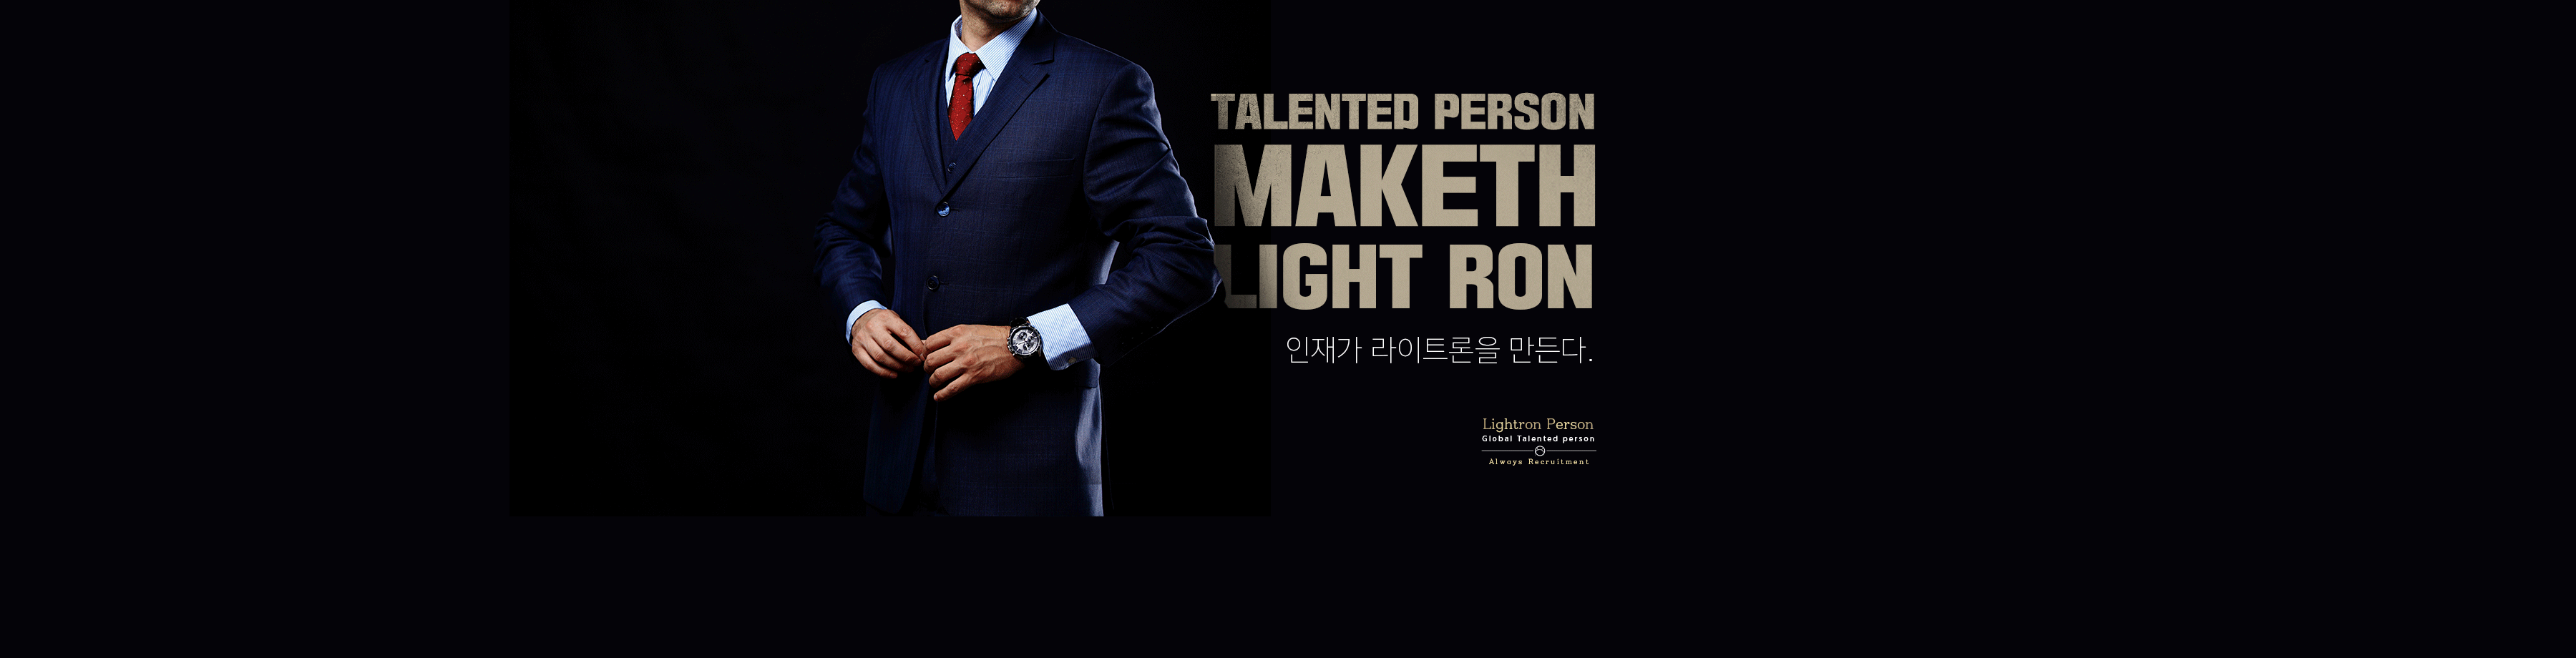 TALENTED PERSON
MAKETH
LIGHT RON
인재가 라이트론을 만든다.
Lightron Person
Global Talented person
Always Recruitment